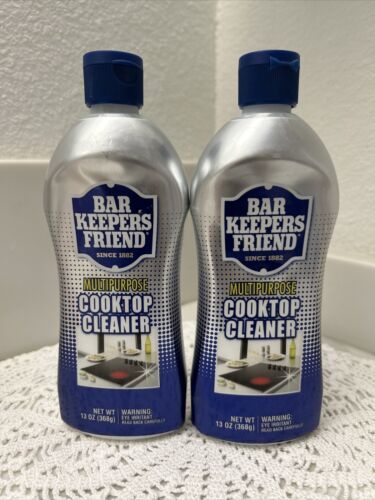 BAR
KEEPERS
FRIEND
SINCE 1882
MULTIPURPOSE
COOKTOP
CLEANER
NET WT
13 OZ (368g)
WARNING:
EYE IRRITANT
READ BACK CAREFULLY
BAR
KEEPERS
FRIEND
SINCE 1882
MULTIPURPOSE
COOKTOP
CLEANER
NET WT
13 OZ (368g)
WARNING:
EYE IRRITANT
READ BACK CAREFULLY